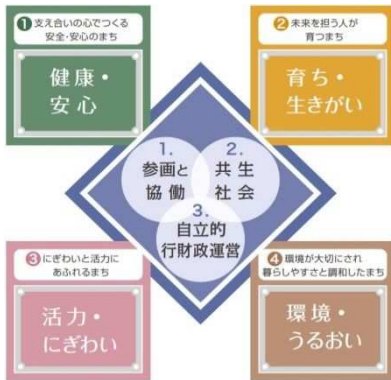 ❶支え合いの心でつくる
安全・安心のまち
健康・
安心
❷未来を担う人が
育つまち
育ち・
生きがい
1.
参画と
協働
2.
共生
社会
3.
自立的
行財政運営
❸にぎわいと活力に
あふれるまち
活力・
にぎわい
❹環境が大切にされ
暮らしやすさと調和したまち
環境・
うるおい